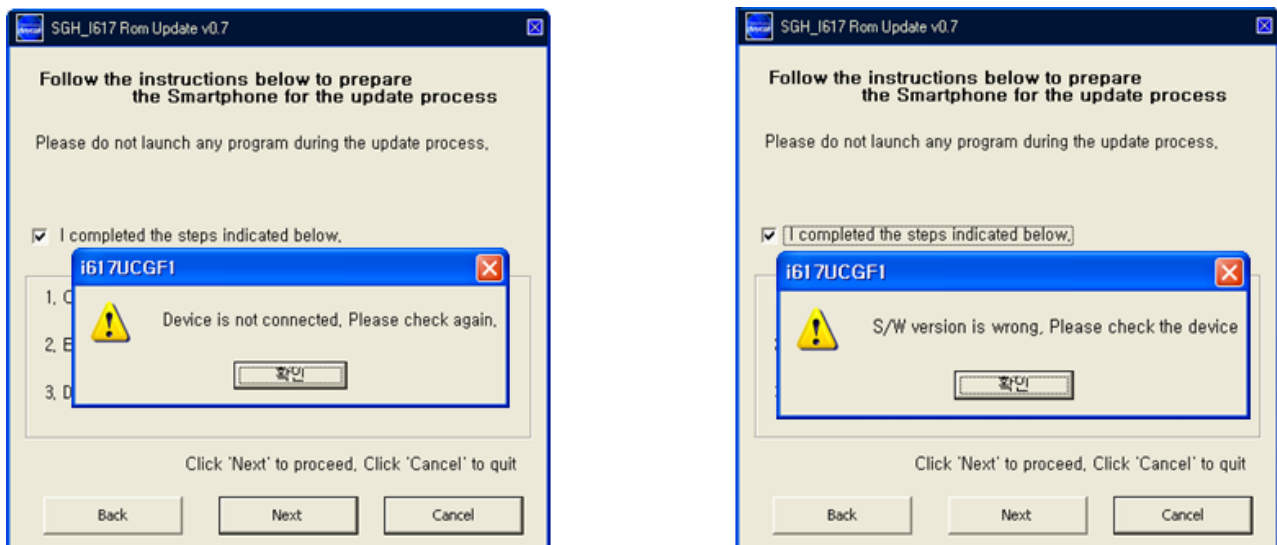 SGH_I617 Rom Update v0.7
Follow the instructions below to prepare
the Smartphone for the update process
Please do not launch any program during the update process,
I completed the steps indicated below,
i617UCGF1
1, C
Device is not connected, Please check again,
2, E
확인
3, D
Click 'Next' to proceed, Click 'Cancel' to quit
Back Next Cancel
SGH_I617 Rom Update v0.7
Follow the instructions below to prepare
the Smartphone for the update process
Please do not launch any program during the update process,
I completed the steps indicated below,
i617UCGF1
S/W version is wrong, Please check the device
확인
Click 'Next' to proceed, Click 'Cancel' to quit
Back Next Cancel